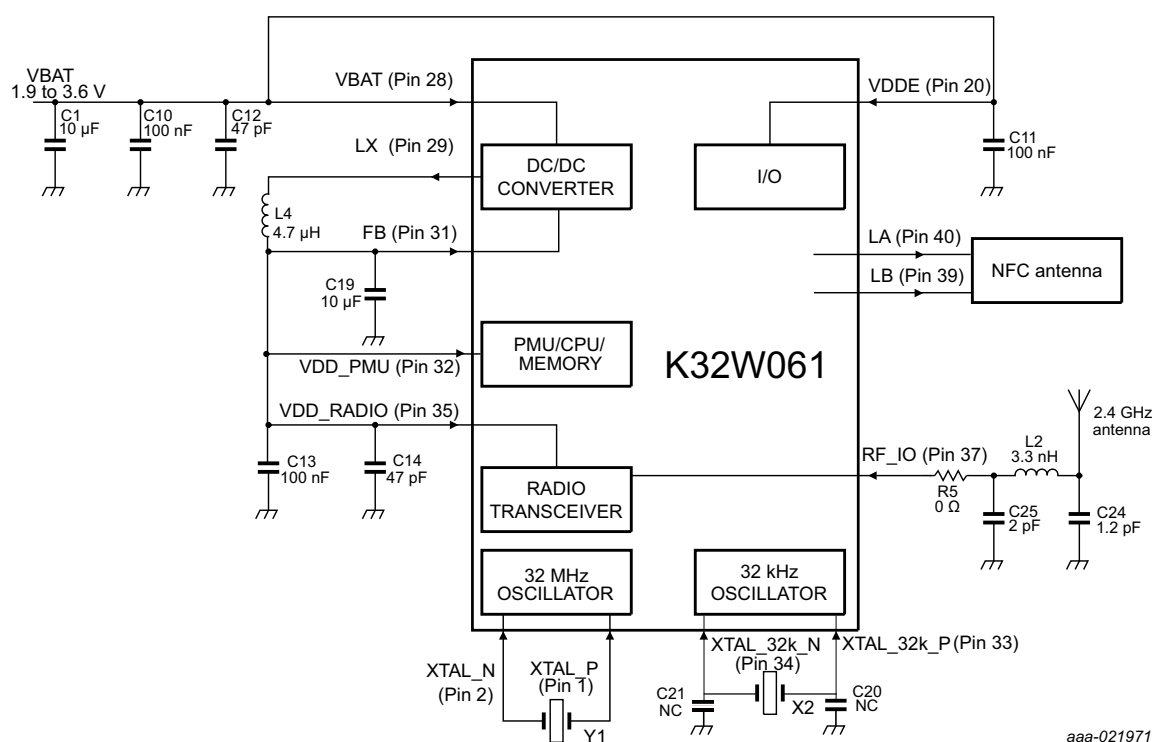 VBAT
1.9 to 3.6 V
C1
10 µF
C10
100 nF
C12
47 pF
VBAT (Pin 28)
VDDE (Pin 20)
C11
100 nF
LX (Pin 29)
DC/DC
CONVERTER
I/O
L4
4.7 µH
FB (Pin 31)
C19
10 µF
LA (Pin 40)
LB (Pin 39)
NFC antenna
PMU/CPU/
MEMORY
VDD_PMU (Pin 32)
K32W061
VDD_RADIO (Pin 35)
C13
100 nF
C14
47 pF
RADIO
TRANSCEIVER
2.4 GHz
antenna
RF_IO (Pin 37)
R5
0 Ω
L2
3.3 nH
C25
2 pF
C24
1.2 pF
32 MHz
OSCILLATOR
32 kHz
OSCILLATOR
XTAL_N
(Pin 2)
XTAL_P
(Pin 1)
Y1
XTAL_32k_N
(Pin 34)
XTAL_32k_P (Pin 33)
C21
NC
X2
C20
NC
aaa-021971